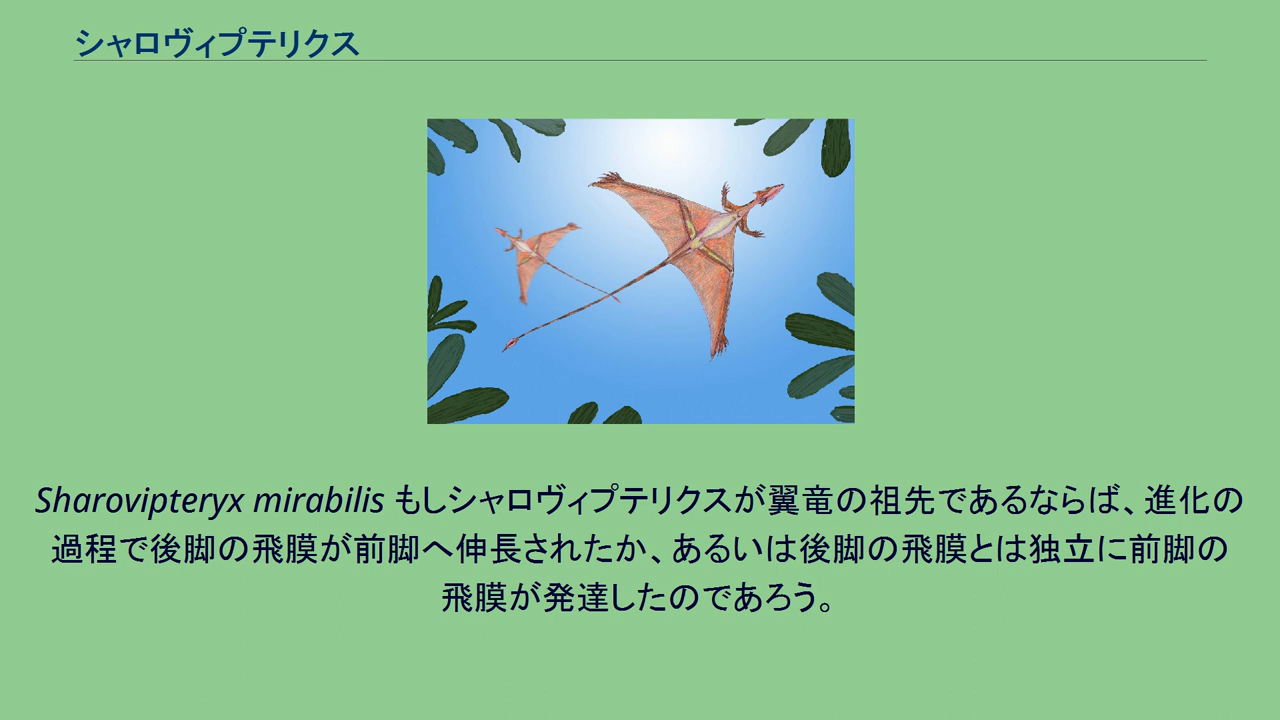 シャロヴィプテリクス
Sharovipteryx mirabilis もしシャロヴィプテリクスが翼竜の祖先であるならば、進化の
過程で後脚の飛膜が前脚へ伸長されたか、あるいは後脚の飛膜とは独立に前脚の
飛膜が発達したのであろう。